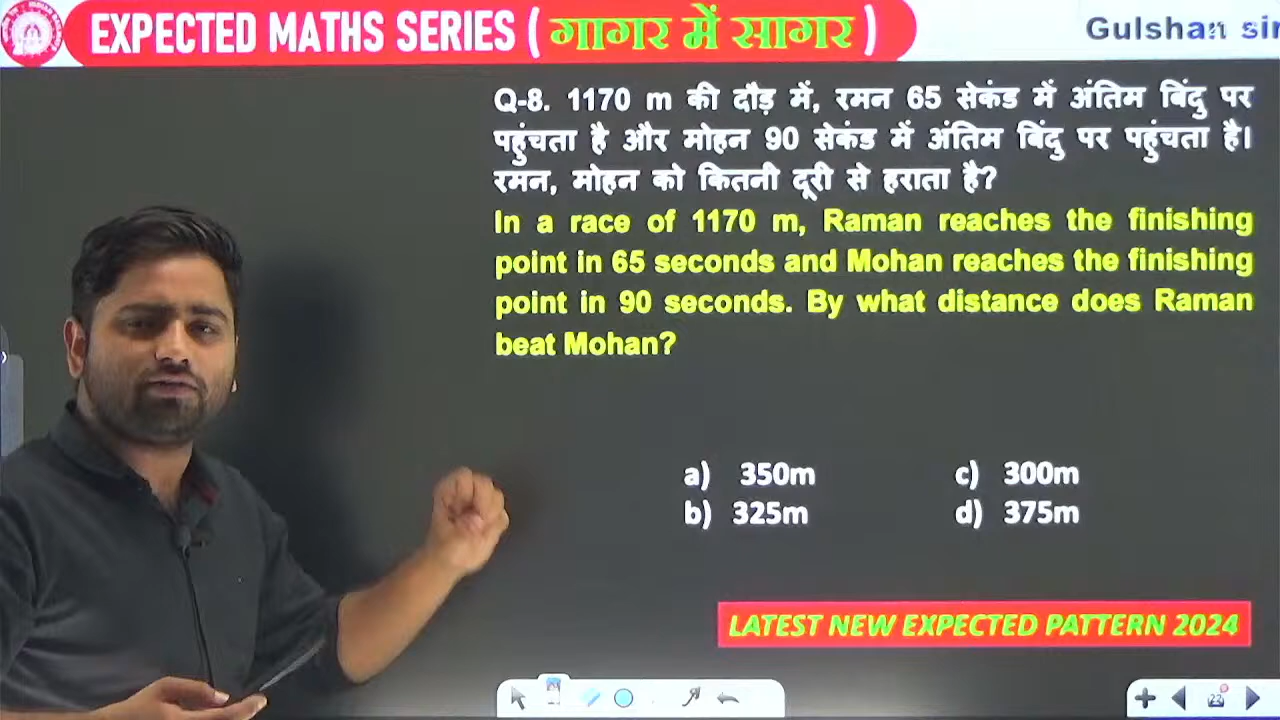 EXPECTED MATHS SERIES ( गागर में सागर )
Gulshan sir
Q-8. 1170 m की दौड़ में, रमन 65 सेकंड में अंतिम बिंदु पर
पहुंचता है और मोहन 90 सेकंड में अंतिम बिंदु पर पहुंचता है।
रमन, मोहन को कितनी दूरी से हराता है?
In a race of 1170 m, Raman reaches the finishing
point in 65 seconds and Mohan reaches the finishing
point in 90 seconds. By what distance does Raman
beat Mohan?
a) 350m c) 300m
b) 325m d) 375m
LATEST NEW EXPECTED PATTERN 2024
22